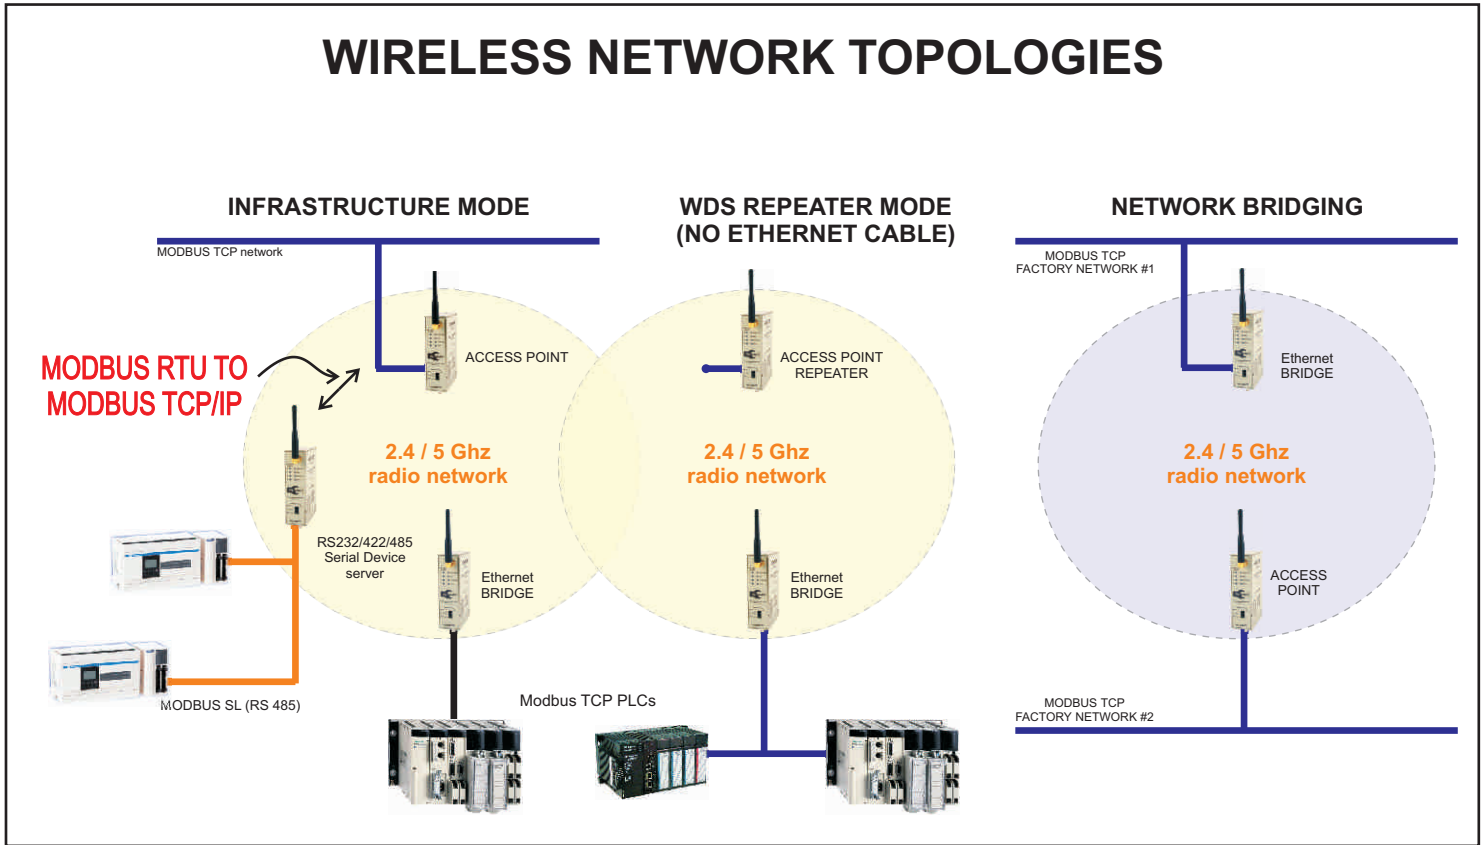 WIRELESS NETWORK TOPOLOGIES
INFRASTRUCTURE MODE
MODBUS TCP network
ACCESS POINT
MODBUS RTU TO
MODBUS TCP/IP
2.4 / 5 Ghz
radio network
RS232/422/485
Serial Device
server
Ethernet
BRIDGE
MODBUS SL (RS 485)
Modbus TCP PLCs
WDS REPEATER MODE
(NO ETHERNET CABLE)
ACCESS POINT
REPEATER
2.4 / 5 Ghz
radio network
Ethernet
BRIDGE
NETWORK BRIDGING
MODBUS TCP
FACTORY NETWORK #1
Ethernet
BRIDGE
2.4 / 5 Ghz
radio network
ACCESS
POINT
MODBUS TCP
FACTORY NETWORK #2